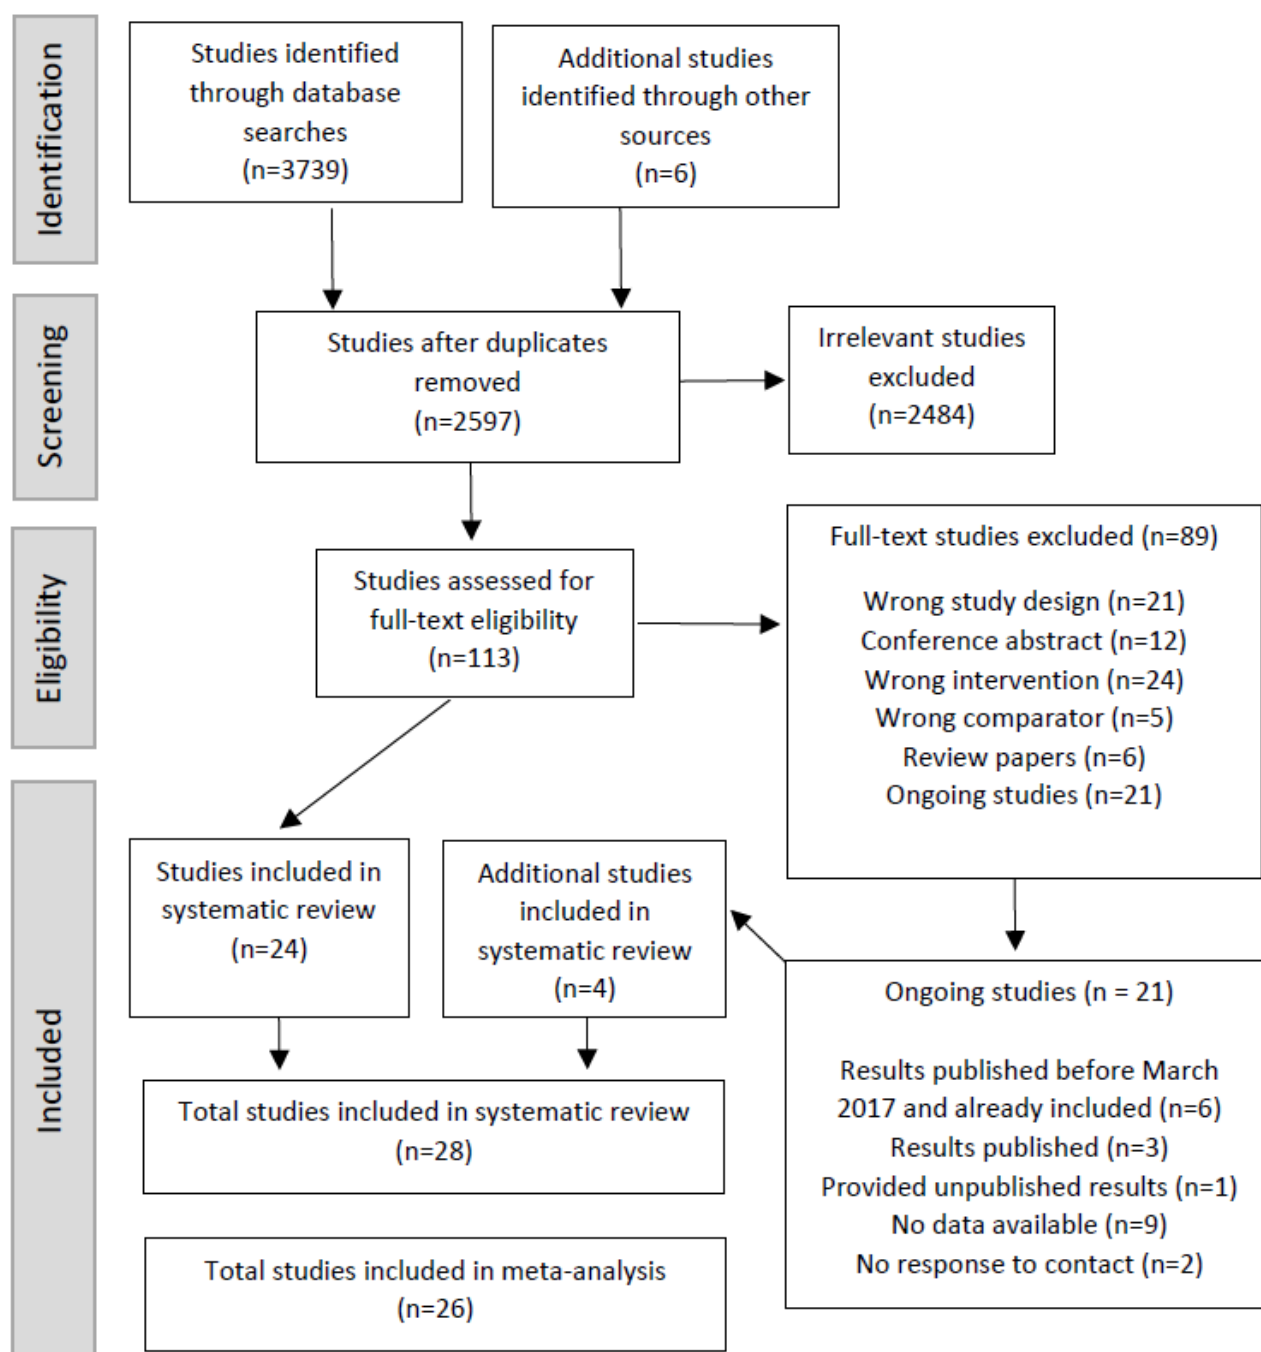 Identification
Studies identified
through database
searches
(n=3739)
Additional studies
identified through other
sources
(n=6)
Screening
Studies after duplicates
removed
(n=2597)
Irrelevant studies
excluded
(n=2484)
Eligibility
Studies assessed for
full-text eligibility
(n=113)
Full-text studies excluded (n=89)
Wrong study design (n=21)
Conference abstract (n=12)
Wrong intervention (n=24)
Wrong comparator (n=5)
Review papers (n=6)
Ongoing studies (n=21)
Included
Studies included in
systematic review
(n=24)
Additional studies
included in
systematic review
(n=4)
Ongoing studies (n = 21)
Results published before March
2017 and already included (n=6)
Results published (n=3)
Provided unpublished results (n=1)
No data available (n=9)
No response to contact (n=2)
Total studies included in systematic review
(n=28)
Total studies included in meta-analysis
(n=26)